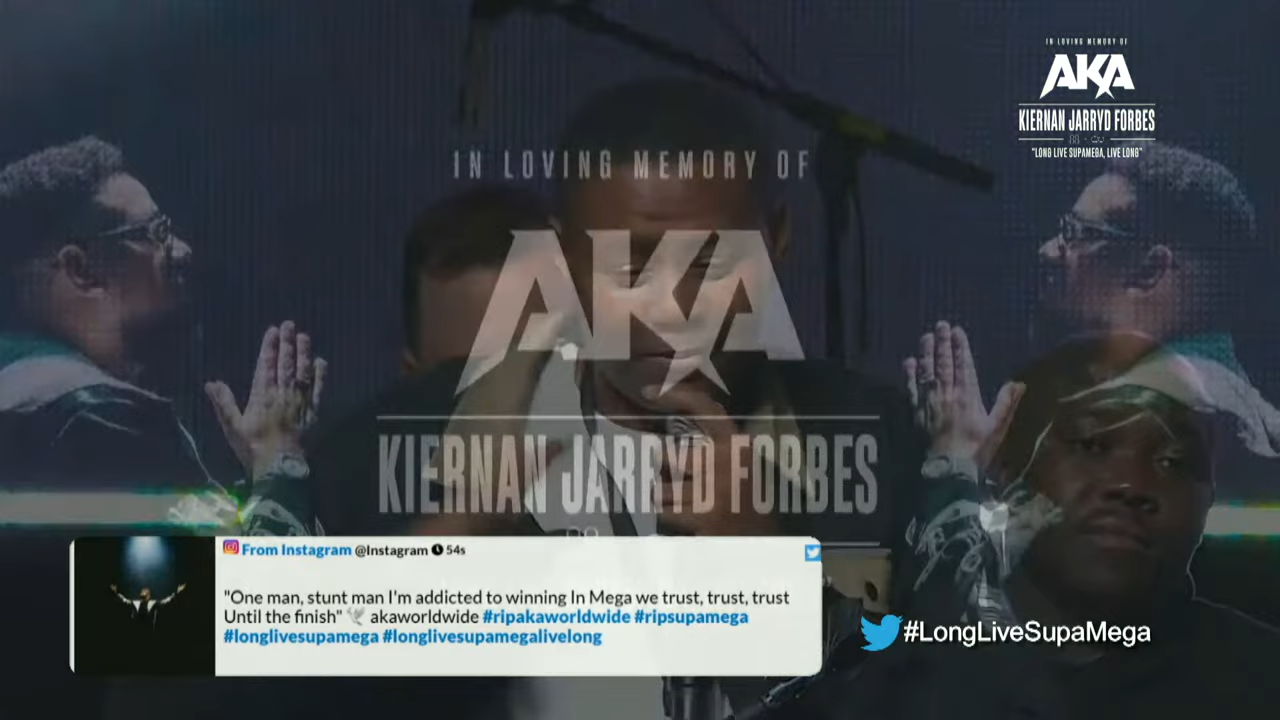 IN LOVING MEMORY OF
AKA
KIERNAN JARRYD FORBES
"LONG LIVE SUPAMEGA, LIVE LONG"
IN LOVING MEMORY OF
AKA
KIERNAN JARRYD FORBES
From Instagram @Instagram 54s
"One man, stunt man I'm addicted to winning In Mega we trust, trust, trust
Until the finish" 🕊 akaworldwide #ripakaworldwide #ripsupamega
#longlivesupamega #longlivesupamegalivelong
#LongLiveSupaMega